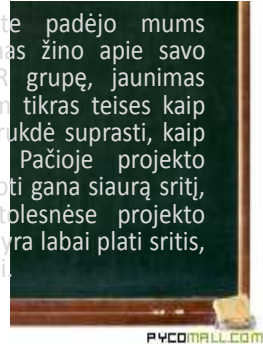 te padėjo mums
as žino apie savo
R grupę, jaunimas
n tikras teises kaip
rukdė suprasti, kaip
Pačioje projekto
oti gana siaurą sritį,
tolesnėse projekto
yra labai plati sritis,
i.
PYCOMALL.COM